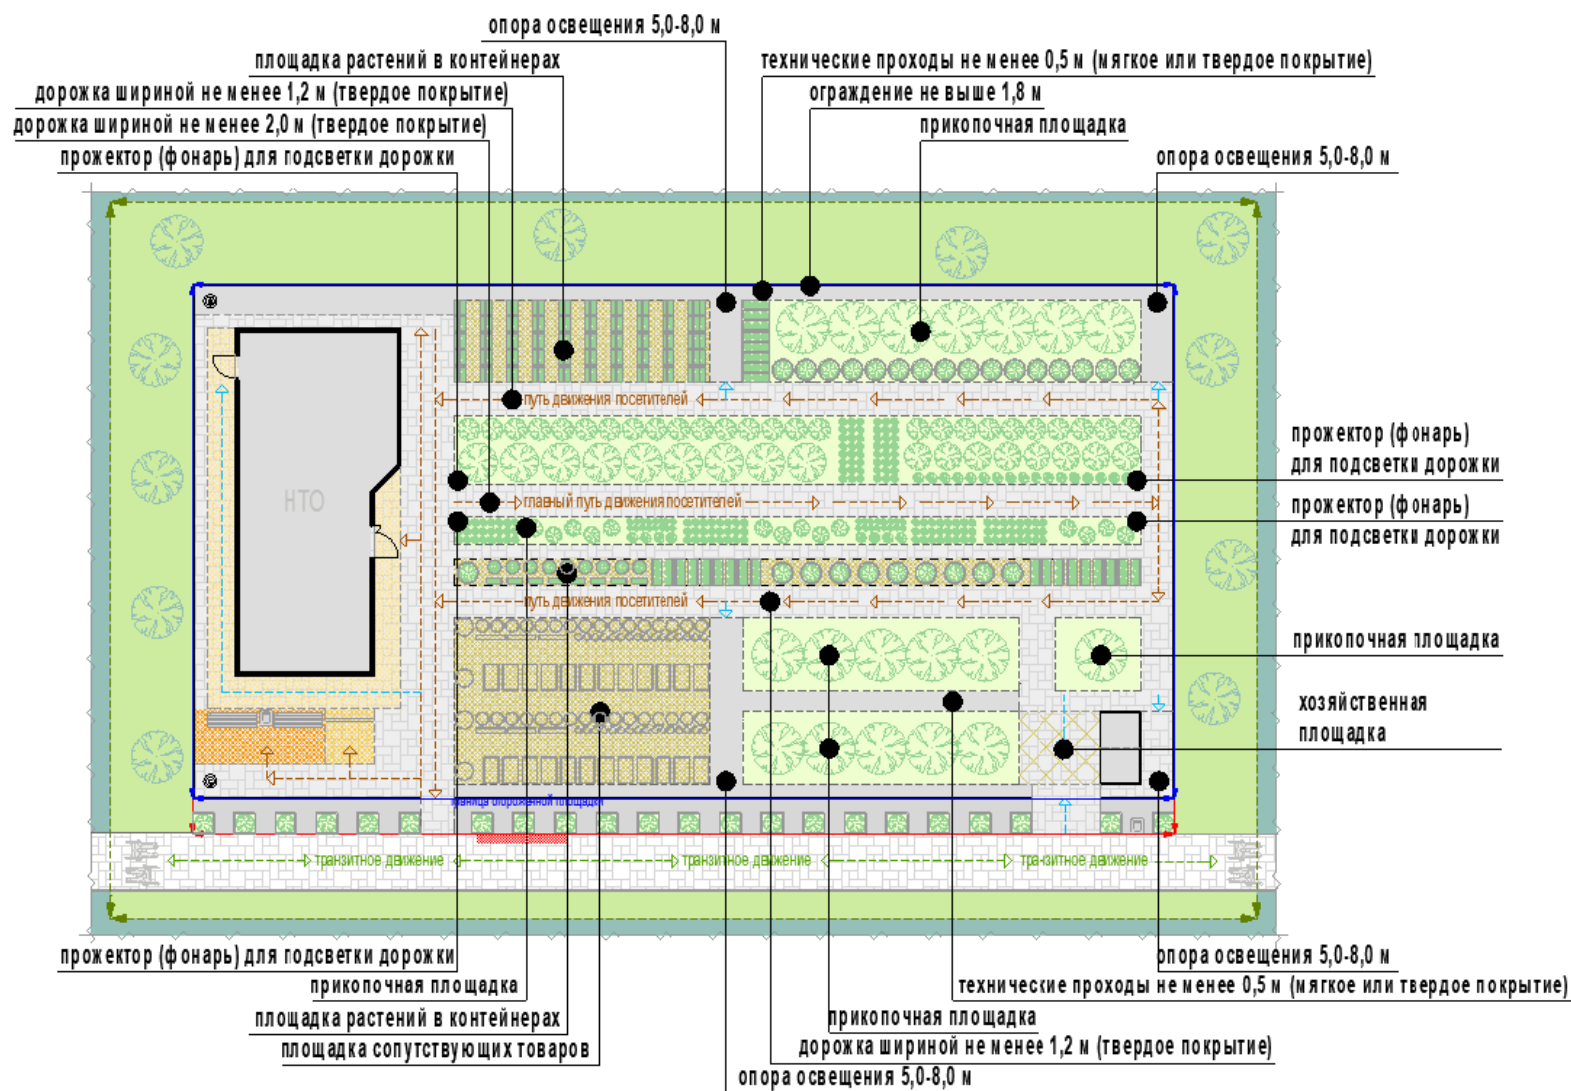 опора освещения 5,0-8,0 м
площадка растений в контейнерах
технические проходы не менее 0,5 м (мягкое или твердое покрытие)
дорожка шириной не менее 1,2 м (твердое покрытие)
ограждение не выше 1,8 м
дорожка шириной не менее 2,0 м (твердое покрытие)
прикопочная площадка
прожектор (фонарь) для подсветки дорожки
опора освещения 5,0-8,0 м
путь движения посетителей
прожектор (фонарь)
для подсветки дорожки
НТО
главный путь движения посетителей
прожектор (фонарь)
для подсветки дорожки
путь движения посетителей
прикопочная площадка
хозяйственная
площадка
граница огороженной площадки
транзитное движение
транзитное движение
транзитное движение
прожектор (фонарь) для подсветки дорожки
опора освещения 5,0-8,0 м
прикопочная площадка
технические проходы не менее 0,5 м (мягкое или твердое покрытие)
площадка растений в контейнерах
прикопочная площадка
площадка сопутствующих товаров
дорожка шириной не менее 1,2 м (твердое покрытие)
опора освещения 5,0-8,0 м